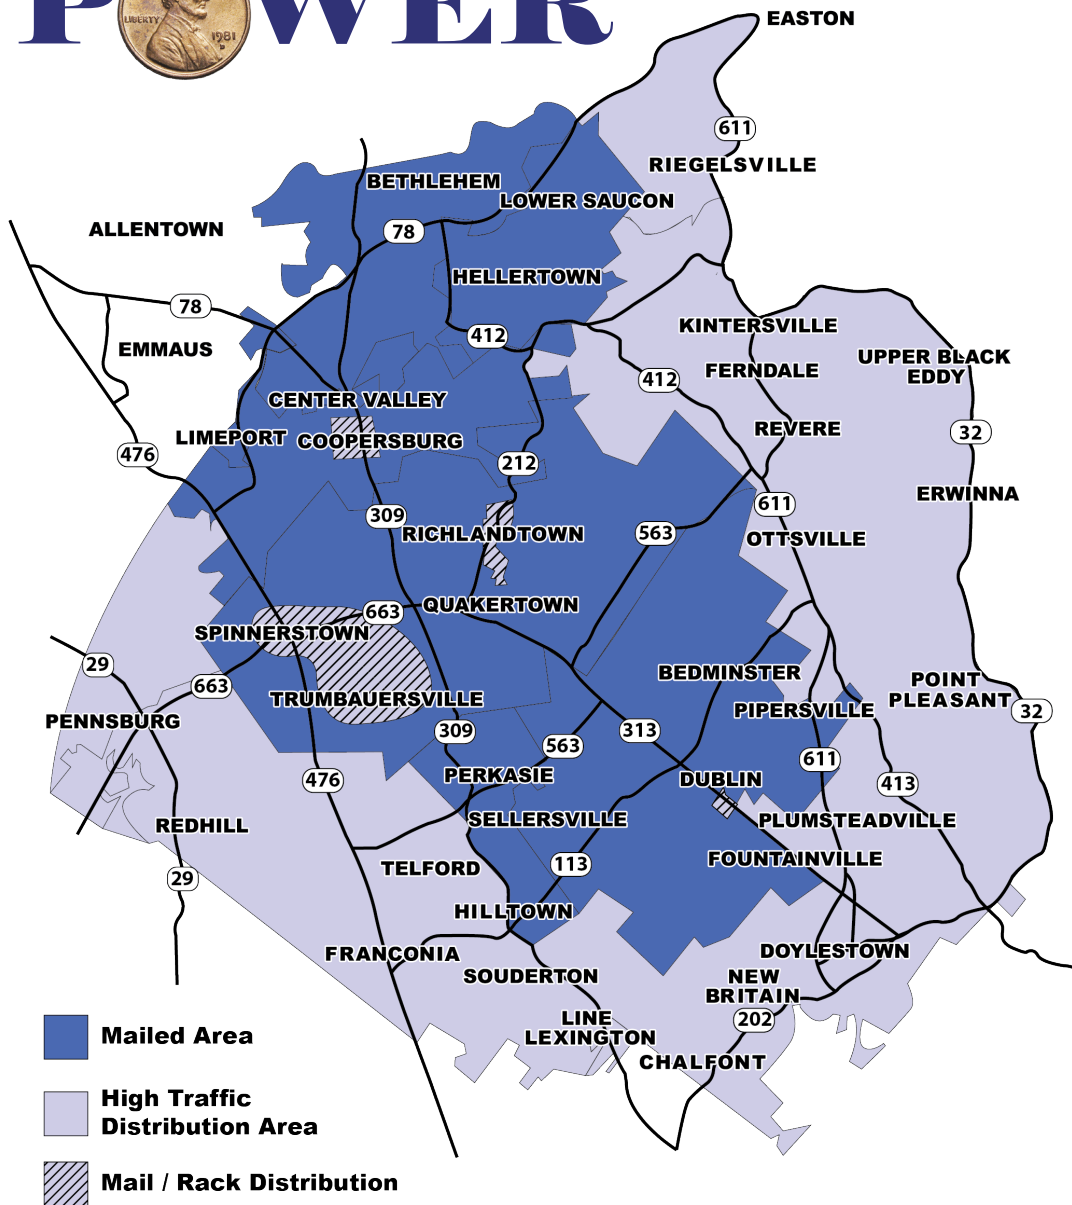 POWER
LIBERTY
1981
D
EASTON
611
RIEGELSVILLE
BETHLEHEM
LOWER SAUCON
ALLENTOWN
78
HELLERTOWN
78
KINTERSVILLE
412
EMMAUS
UPPER BLACK
EDDY
FERNDALE
412
CENTER VALLEY
REVERE
32
LIMEPORT
COOPERSBURG
476
212
ERWINNA
611
309
RICHLANDTOWN
563
OTTSVILLE
QUAKERTOWN
663
SPINNERSTOWN
29
BEDMINSTER
POINT
PLEASANT
663
TRUMBAUERSVILLE
PIPERSVILLE
32
PENNSBURG
309
313
563
611
PERKASIE
DUBLIN
476
413
SELLERSVILLE
PLUMSTEADVILLE
REDHILL
FOUNTAINVILLE
113
TELFORD
29
HILLTOWN
DOYLESTOWN
FRANCONIA
SOUDERTON
NEW
BRITAIN
LINE
LEXINGTON
202
CHALFONT
Mailed Area
High Traffic
Distribution Area
Mail / Rack Distribution